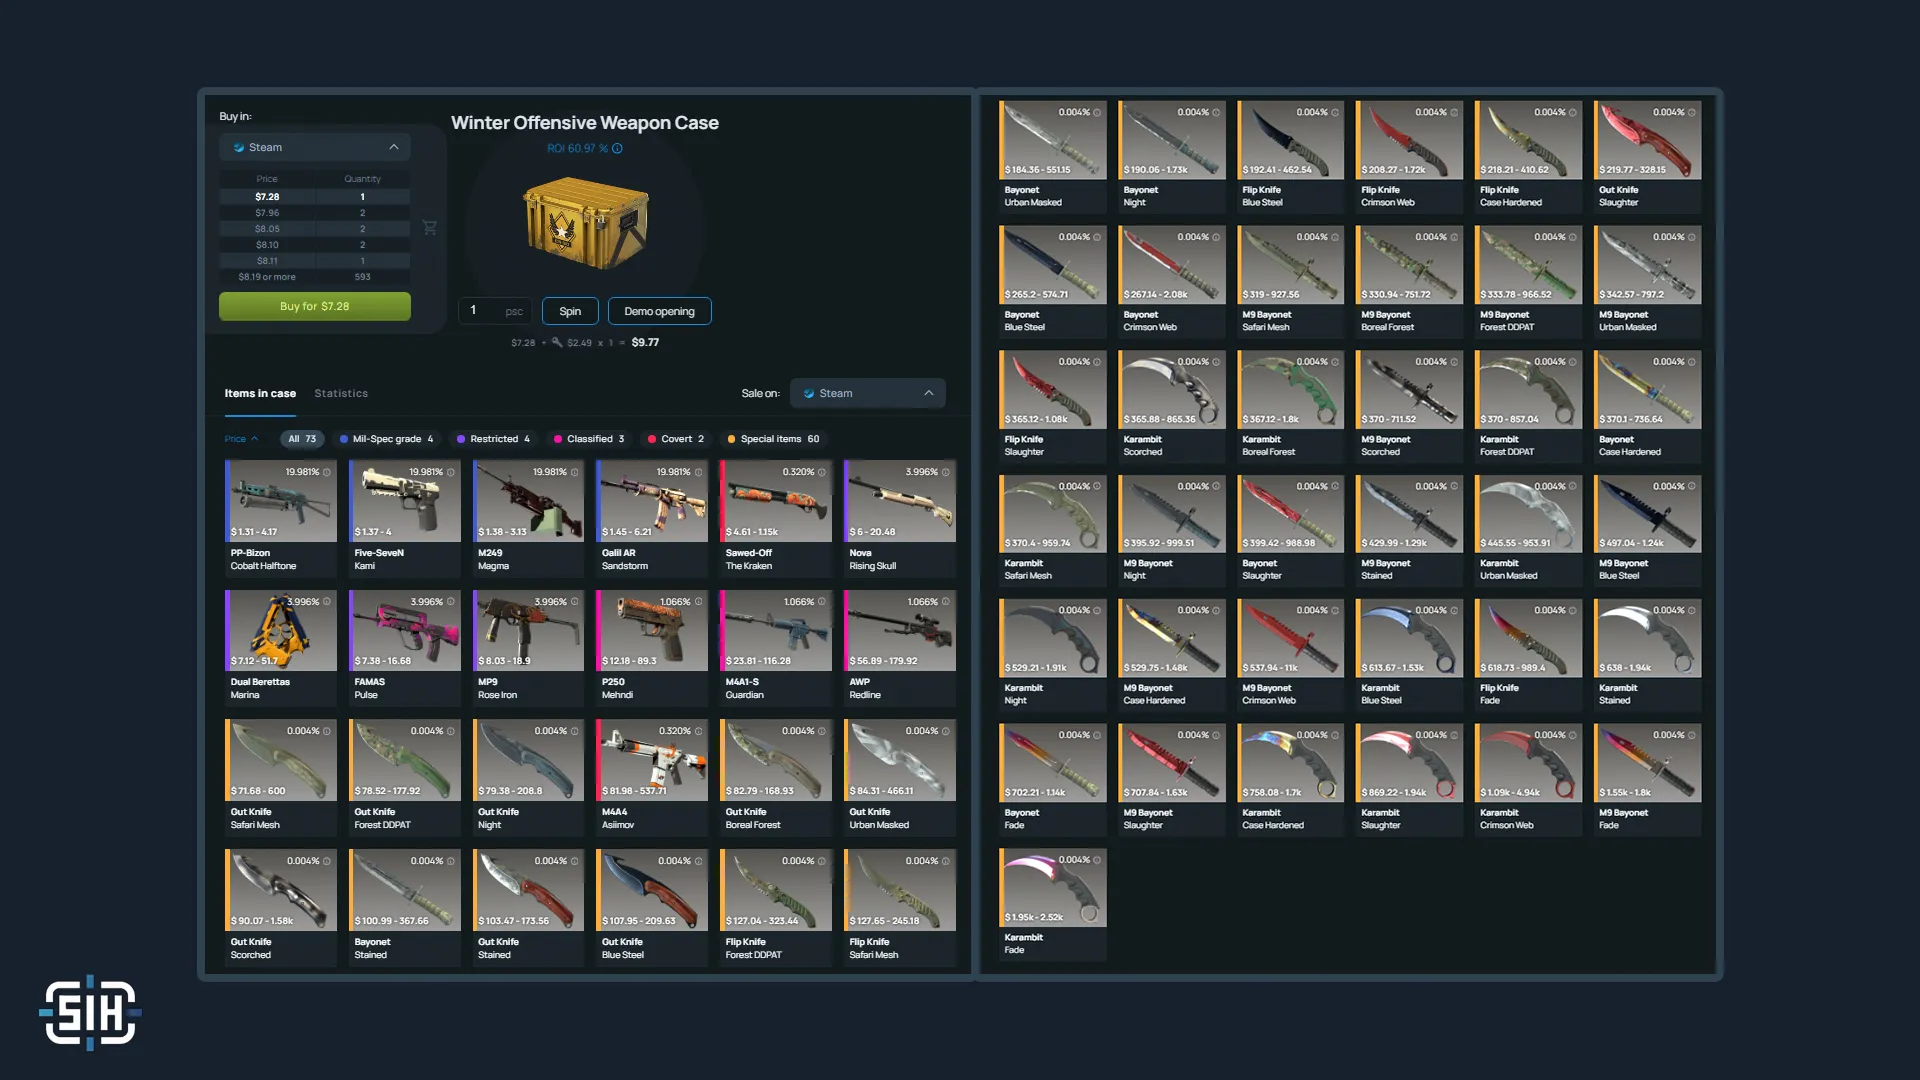 Buy in:
Steam
Price Quantity
$7.28 1
$7.96 2
$8.05 2
$8.10 2
$8.11 1
$8.19 or more 593
Buy for $7.28
Winter Offensive Weapon Case
ROI 60.97 %
1 psc Spin Demo opening
$7.28 + $2.49 x 1 = $9.77
Items in case Statistics
Sale on: Steam
Price All 73 Mil-Spec grade 4 Restricted 4 Classified 3 Covert 2 Special items 60
19.981% 19.981% 19.981% 19.981% 0.320% 3.996%
$1.31 - 4.17 $1.37 - 4 $1.38 - 3.13 $1.45 - 6.21 $4.61 - 1.15k $6 - 20.48
PP-Bizon Five-SeveN M249 Galil AR Sawed-Off Nova
Cobalt Halftone Kami Magma Sandstorm The Kraken Rising Skull
3.996% 3.996% 3.996% 1.066% 1.066% 1.066%
$7.12 - 51.7 $7.38 - 16.68 $8.03 - 18.9 $12.18 - 89.3 $23.81 - 116.28 $56.89 - 179.92
Dual Berettas FAMAS MP9 P250 M4A1-S AWP
Marina Pulse Rose Iron Mehndi Guardian Redline
0.004% 0.004% 0.004% 0.320% 0.004% 0.004%
$71.68 - 600 $78.52 - 177.92 $79.38 - 208.8 $81.98 - 537.71 $82.79 - 168.93 $84.31 - 466.11
Gut Knife Gut Knife Gut Knife M4A4 Gut Knife Gut Knife
Safari Mesh Forest DDPAT Night Asiimov Boreal Forest Urban Masked
0.004% 0.004% 0.004% 0.004% 0.004% 0.004%
$90.07 - 1.58k $100.99 - 367.66 $103.47 - 173.56 $107.95 - 209.63 $127.04 - 323.44 $127.65 - 245.18
Gut Knife Bayonet Gut Knife Gut Knife Flip Knife Flip Knife
Scorched Stained Stained Blue Steel Forest DDPAT Safari Mesh
0.004% 0.004% 0.004% 0.004% 0.004% 0.004%
$184.36 - 551.15 $190.06 - 1.73k $192.41 - 462.54 $208.27 - 1.72k $218.21 - 410.62 $219.77 - 328.15
Bayonet Bayonet Flip Knife Flip Knife Flip Knife Gut Knife
Urban Masked Night Blue Steel Crimson Web Case Hardened Slaughter
0.004% 0.004% 0.004% 0.004% 0.004% 0.004%
$265.2 - 574.71 $267.14 - 2.08k $319 - 927.56 $330.94 - 751.72 $333.78 - 966.52 $342.57 - 797.2
Bayonet Bayonet M9 Bayonet M9 Bayonet M9 Bayonet M9 Bayonet
Blue Steel Crimson Web Safari Mesh Boreal Forest Forest DDPAT Urban Masked
0.004% 0.004% 0.004% 0.004% 0.004% 0.004%
$365.12 - 1.08k $365.88 - 865.36 $367.12 - 1.8k $370 - 711.52 $370 - 857.04 $370.1 - 736.64
Flip Knife Karambit Karambit M9 Bayonet Karambit Bayonet
Slaughter Scorched Boreal Forest Scorched Forest DDPAT Case Hardened
0.004% 0.004% 0.004% 0.004% 0.004% 0.004%
$370.4 - 959.74 $395.92 - 999.51 $399.42 - 988.98 $429.99 - 1.29k $445.55 - 953.91 $497.04 - 1.24k
Karambit M9 Bayonet Bayonet M9 Bayonet Karambit M9 Bayonet
Safari Mesh Night Slaughter Stained Urban Masked Blue Steel
0.004% 0.004% 0.004% 0.004% 0.004% 0.004%
$529.21 - 1.91k $529.75 - 1.48k $537.94 - 11k $613.67 - 1.53k $618.73 - 989.4 $638 - 1.94k
Karambit M9 Bayonet M9 Bayonet Karambit Flip Knife Karambit
Night Case Hardened Crimson Web Blue Steel Fade Stained
0.004% 0.004% 0.004% 0.004% 0.004% 0.004%
$702.21 - 1.14k $707.84 - 1.63k $758.08 - 1.7k $869.22 - 1.94k $1.09k - 4.94k $1.55k - 1.8k
Bayonet M9 Bayonet Karambit Karambit Karambit M9 Bayonet
Fade Slaughter Case Hardened Slaughter Crimson Web Fade
0.004%
$1.95k - 2.52k
Karambit
Fade
SIH